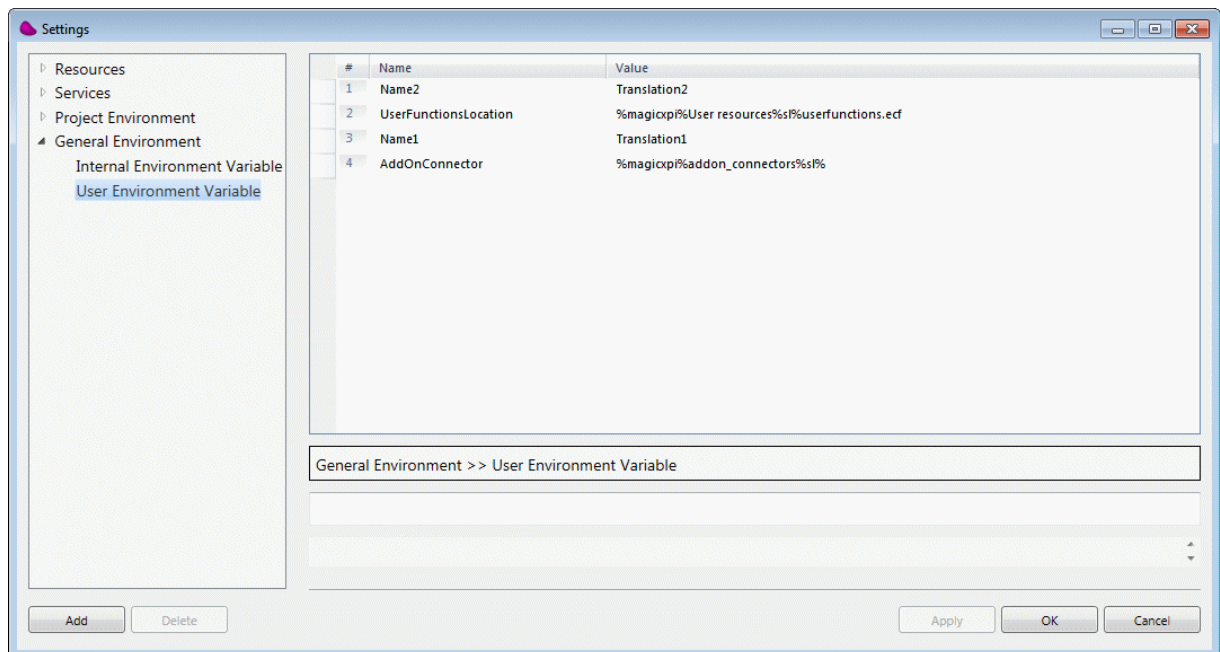 Settings
Resources
Services
Project Environment
General Environment
Internal Environment Variable
User Environment Variable
# Name Value
1 Name2 Translation2
2 UserFunctionsLocation %magicxpi%User resources%sl%userfunctions.ecf
3 Name1 Translation1
4 AddOnConnector %magicxpi%addon_connectors%sl%
General Environment >> User Environment Variable
Add Delete Apply OK Cancel